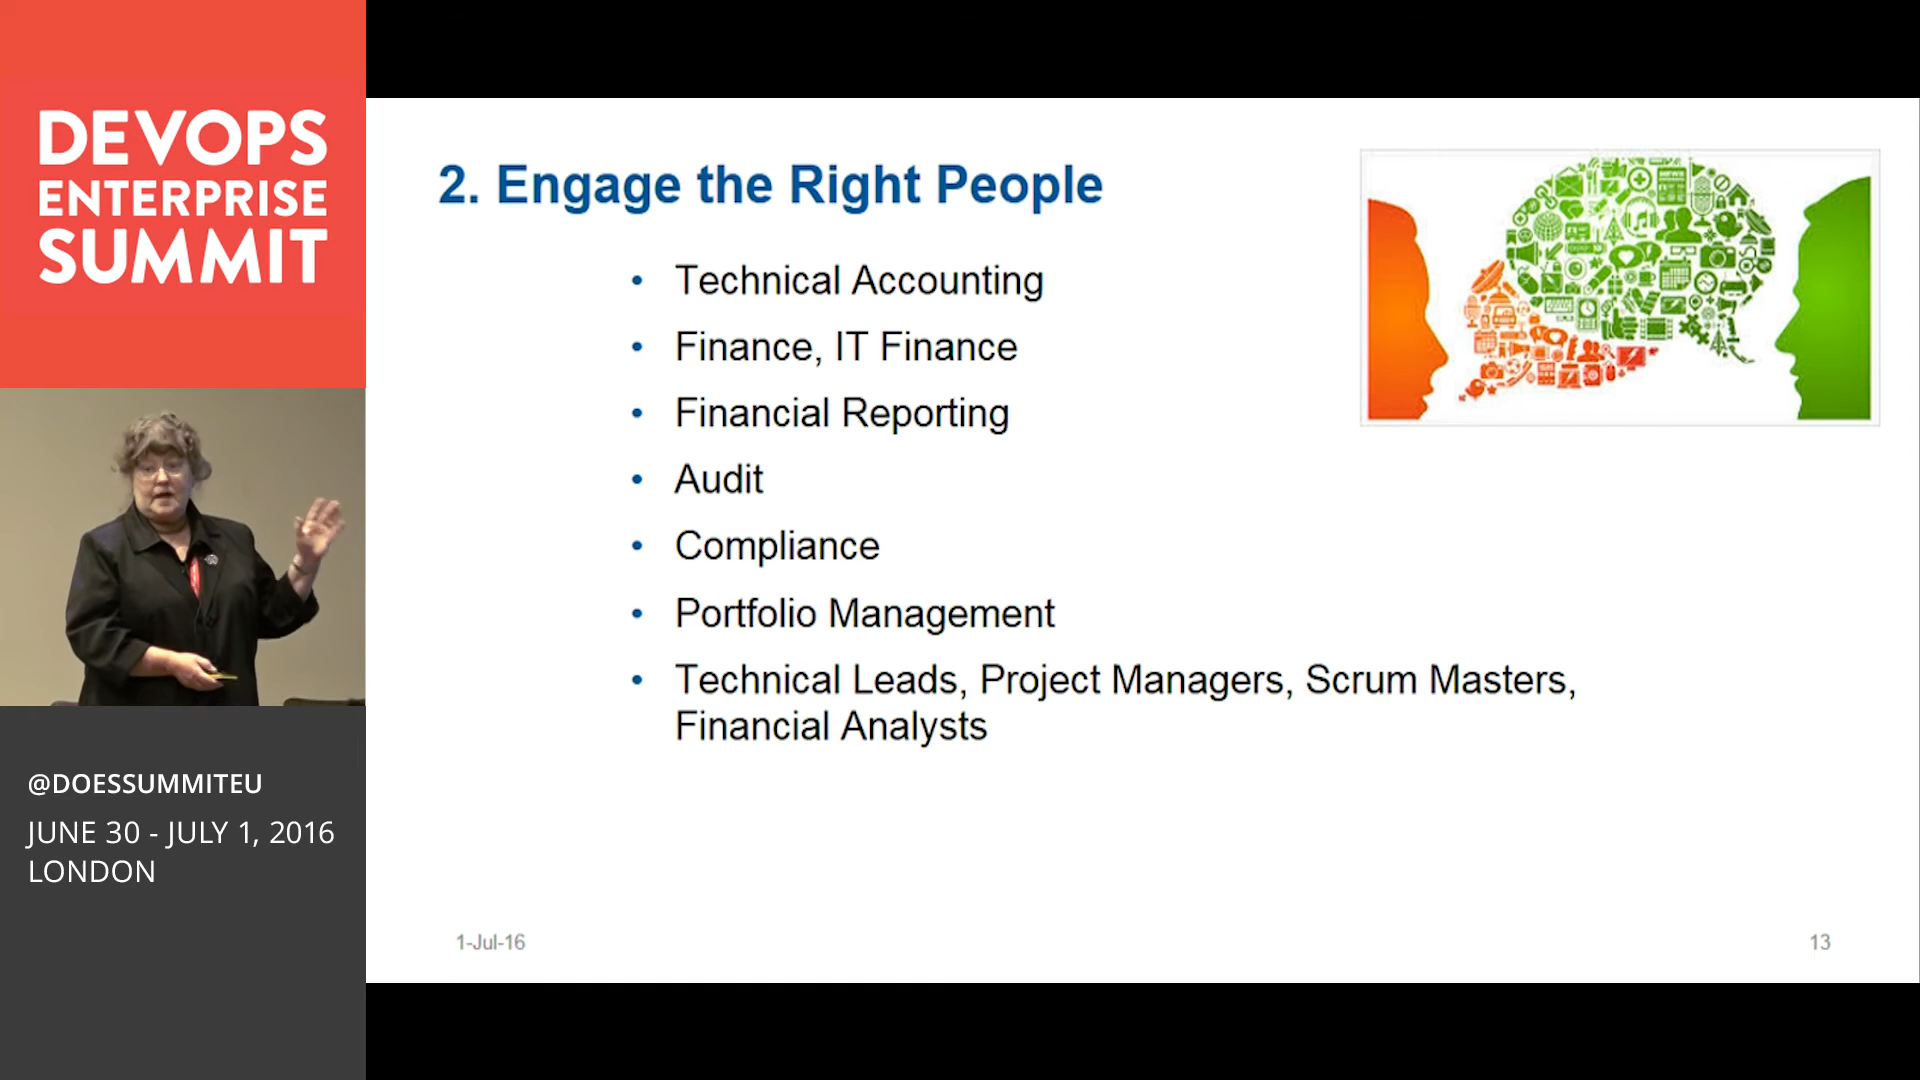 DEVOPS
ENTERPRISE
SUMMIT
@DOESSUMMITEU
JUNE 30 - JULY 1, 2016
LONDON
2. Engage the Right People
• Technical Accounting
• Finance, IT Finance
• Financial Reporting
• Audit
• Compliance
• Portfolio Management
• Technical Leads, Project Managers, Scrum Masters,
Financial Analysts
1-Jul-16
13